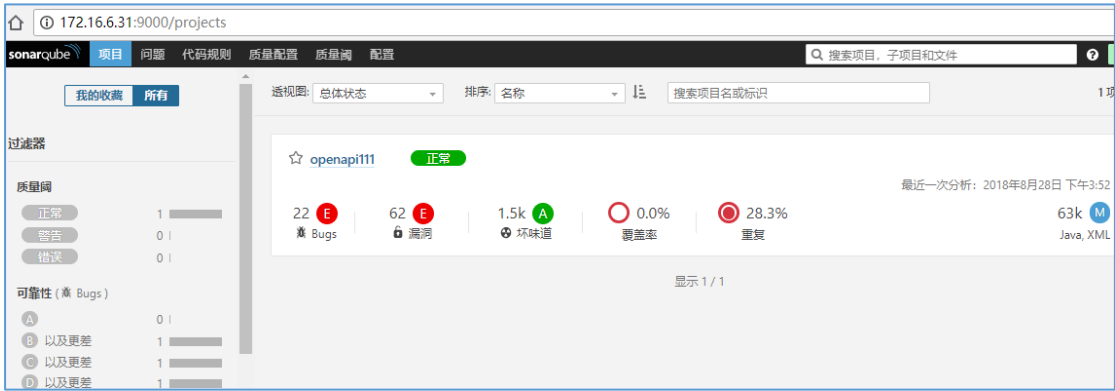 172.16.6.31:9000/projects
sonarqube 项目 问题 代码规则 质量配置 质量阈 配置 搜索项目，子项目和文件
我的收藏 所有
透视图: 总体状态 排序: 名称 搜索项目名或标识 1
过滤器
openapi111 正常
质量阈
最近一次分析：2018年8月28日 下午3:52
正常 1
警告 0
错误 0
22 E 62 E 1.5k A 0.0% 28.3% 63k M
Bugs 漏洞 坏味道 覆盖率 重复 Java, XML
显示 1 / 1
可靠性 ( Bugs )
A 0
B 以及更差 1
C 以及更差 1
D 以及更差 1